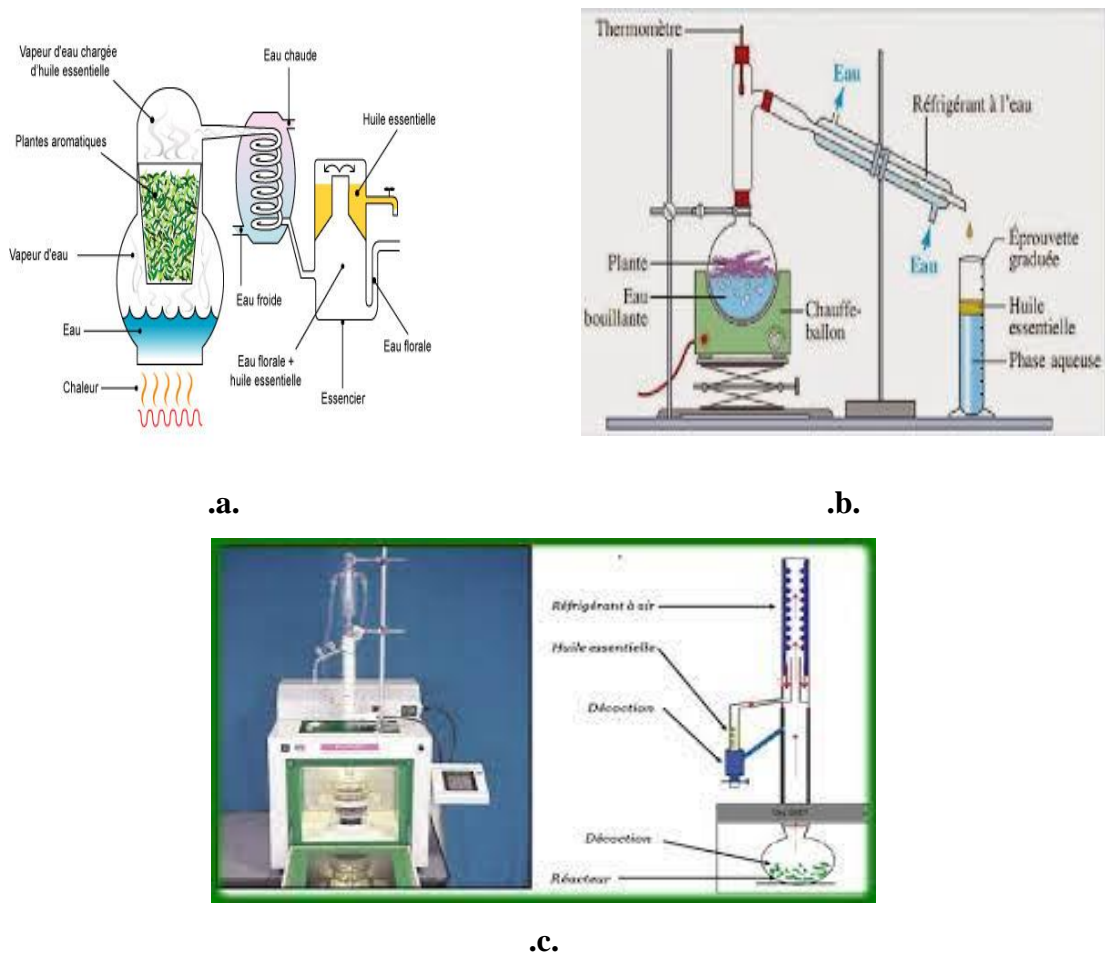 Vapeur d'eau chargée
d'huile essentielle
Eau chaude
Huile essentielle
Plantes aromatiques
Vapeur d'eau
Eau froide
Eau
Eau florale +
huile essentielle
Eau florale
Chaleur
Essencier
.a.
Thermomètre
Eau
Réfrigérant à l'eau
Eau
Éprouvette
graduée
Plante
Eau
bouillante
Chauffe-
ballon
Huile
essentielle
Phase aqueuse
.b.
Réfrigérant à air
Huile essentielle
Décoction
Décoction
Réacteur
.c.